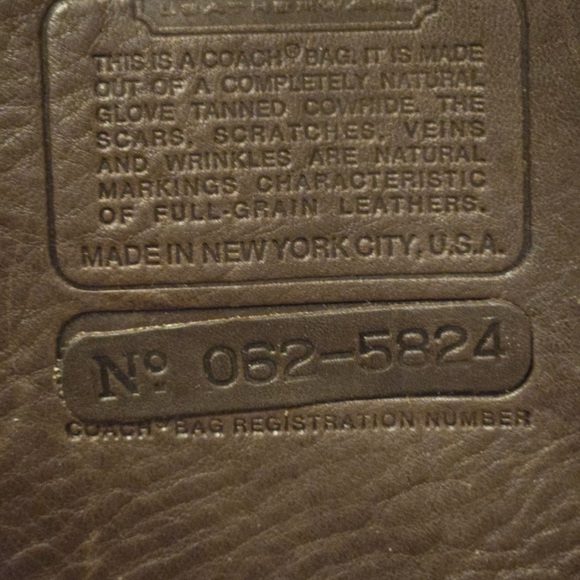 THIS IS A COACH® BAG. IT IS MADE
OUT OF A COMPLETELY NATURAL
GLOVE TANNED COWHIDE. THE
SCARS, SCRATCHES, VEINS
AND WRINKLES ARE NATURAL
MARKINGS CHARACTERISTIC
OF FULL-GRAIN LEATHERS.
MADE IN NEW YORK CITY, U.S.A.
Nº 062-5824
COACH® BAG REGISTRATION NUMBER